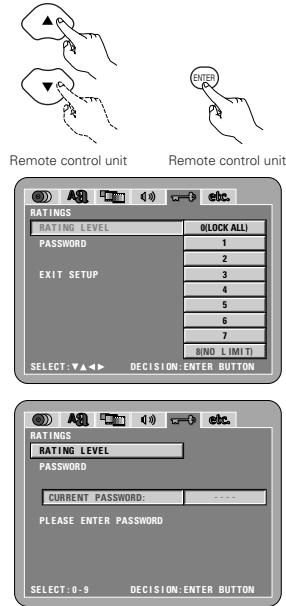 ENTER
Remote control unit
Remote control unit
etc.
RATINGS
RATING LEVEL
0(LOCK ALL)
PASSWORD
1
2
EXIT SETUP
3
4
5
6
7
8(NO LIMIT)
SELECT:▼▲◀▶ DECISION:ENTER BUTTON
etc.
RATINGS
RATING LEVEL
PASSWORD
CURRENT PASSWORD: ----
PLEASE ENTER PASSWORD
SELECT:0-9 DECISION:ENTER BUTTON